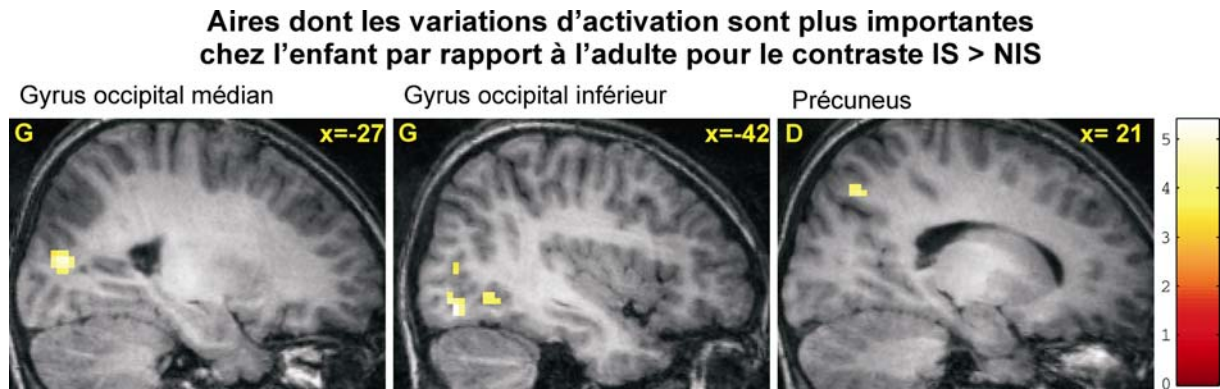 Aires dont les variations d’activation sont plus importantes
chez l’enfant par rapport à l’adulte pour le contraste IS > NIS
Gyrus occipital médian
Gyrus occipital inférieur
Précuneus
G
x=-27
G
x=-42
D
x= 21
5
4
3
2
1
0